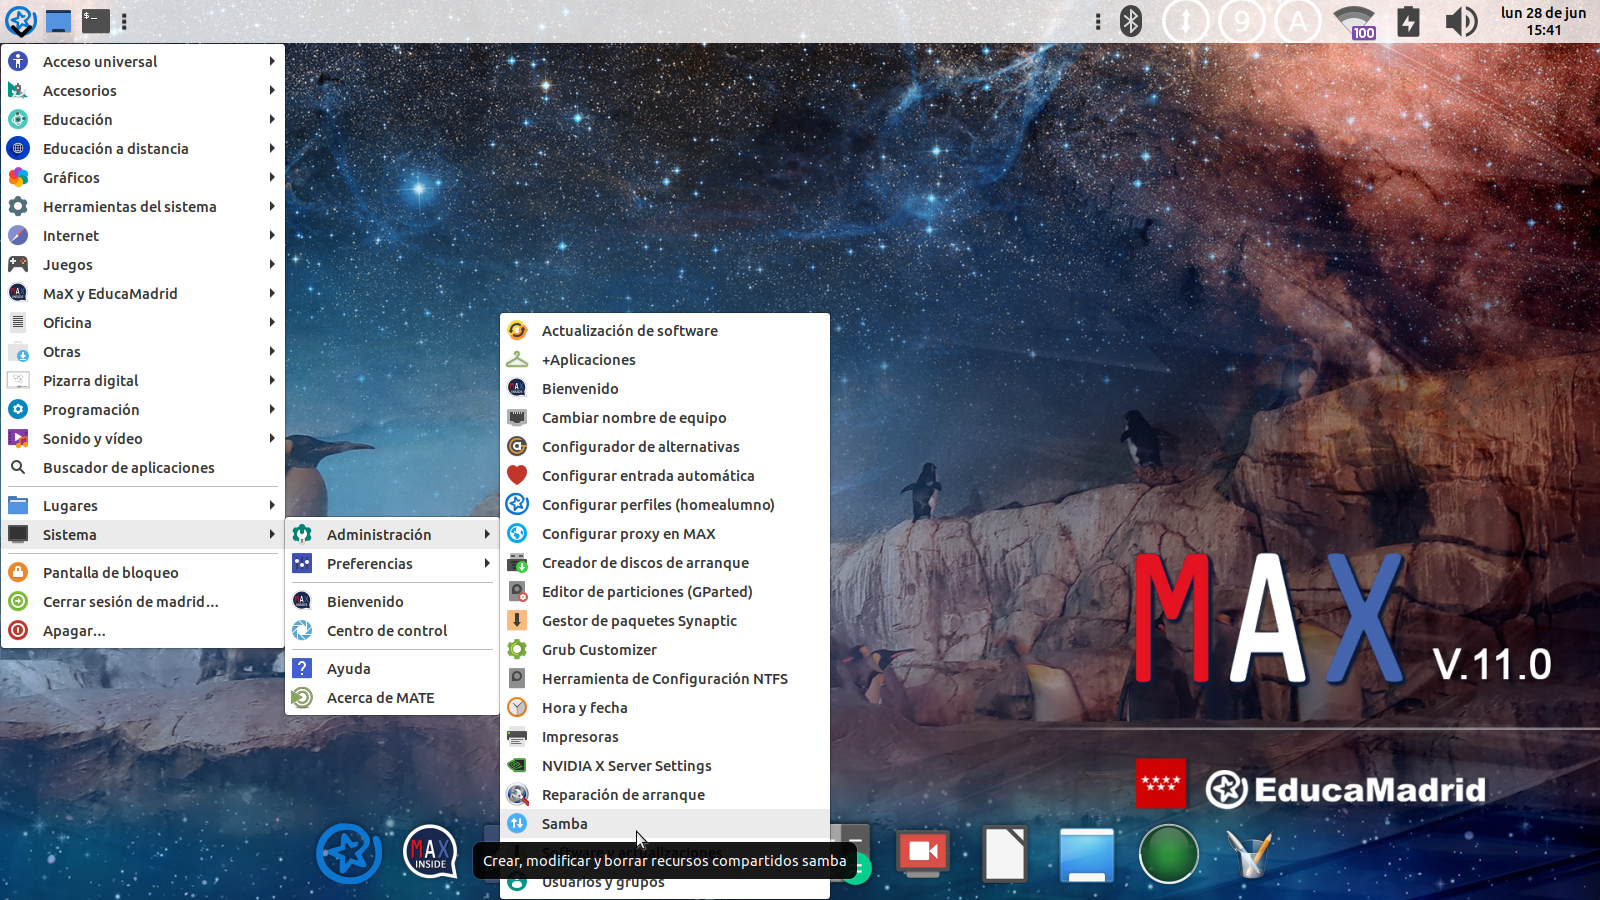 $_
9
A
100
lun 28 de jun
15:41
Acceso universal
Accesorios
Educación
Educación a distancia
Gráficos
Herramientas del sistema
Internet
Juegos
MaX y EducaMadrid
Oficina
Otras
Pizarra digital
Programación
Sonido y vídeo
Buscador de aplicaciones
Lugares
Sistema
Pantalla de bloqueo
Cerrar sesión de madrid...
Apagar...
Administración
Preferencias
Bienvenido
Centro de control
Ayuda
Acerca de MATE
Actualización de software
+Aplicaciones
Bienvenido
Cambiar nombre de equipo
Configurador de alternativas
Configurar entrada automática
Configurar perfiles (homealumno)
Configurar proxy en MAX
Creador de discos de arranque
Editor de particiones (GParted)
Gestor de paquetes Synaptic
Grub Customizer
Herramienta de Configuración NTFS
Hora y fecha
Impresoras
NVIDIA X Server Settings
Reparación de arranque
Samba
Software y actualizaciones
Crear, modificar y borrar recursos compartidos samba
Usuarios y grupos
MAX
V.11.0
EducaMadrid
MAX
INSIDE